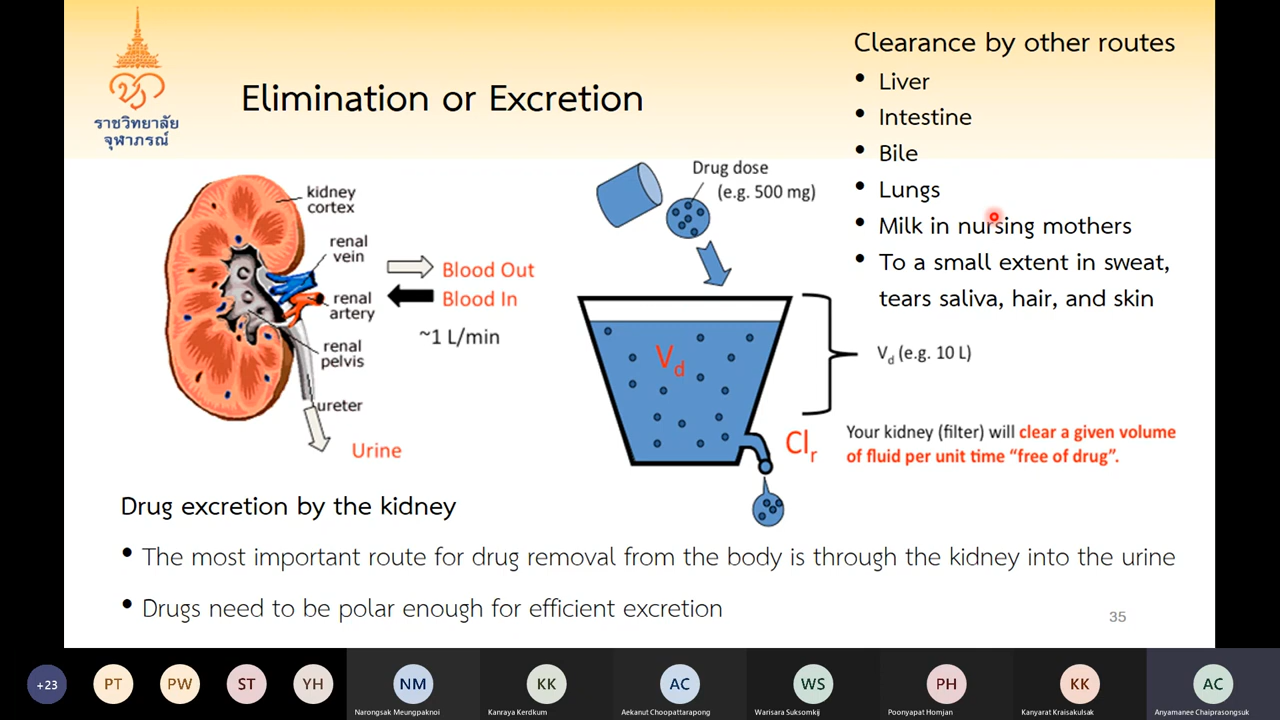 ราชวิทยาลัย
จุฬาภรณ์
Elimination or Excretion
Clearance by other routes
• Liver
• Intestine
• Bile
• Lungs
• Milk in nursing mothers
• To a small extent in sweat,
tears saliva, hair, and skin
kidney
cortex
renal
vein
renal
artery
renal
pelvis
ureter
Urine
Blood Out
Blood In
~1 L/min
Drug dose
(e.g. 500 mg)
Vd
Vd (e.g. 10 L)
Clr
Your kidney (filter) will clear a given volume
of fluid per unit time “free of drug”.
Drug excretion by the kidney
• The most important route for drug removal from the body is through the kidney into the urine
• Drugs need to be polar enough for efficient excretion
35
+23
PT
PW
ST
YH
NM
Narongsak Meungpaknoi
KK
Kanraya Kerdkum
AC
Aekanut Choopattarapong
WS
Warisara Suksomkij
PH
Poonyapat Homjan
KK
Kanyarat Kraisakulsak
AC
Anyamanee Chaiprasongsuk